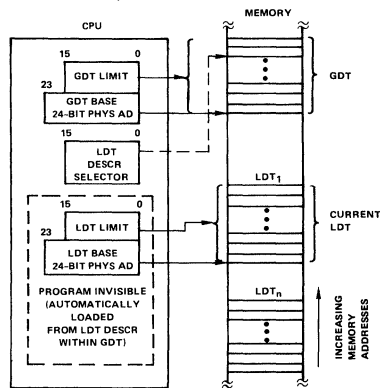 CPU
MEMORY
15 0
GDT LIMIT
23
GDT BASE
24-BIT PHYS AD
GDT
15 0
LDT
DESCR
SELECTOR
LDT1
15 0
LDT LIMIT
23
LDT BASE
24-BIT PHYS AD
CURRENT
LDT
PROGRAM INVISIBLE
(AUTOMATICALLY
LOADED
FROM LDT DESCR
WITHIN GDT)
LDTn
INCREASING
MEMORY
ADDRESSES